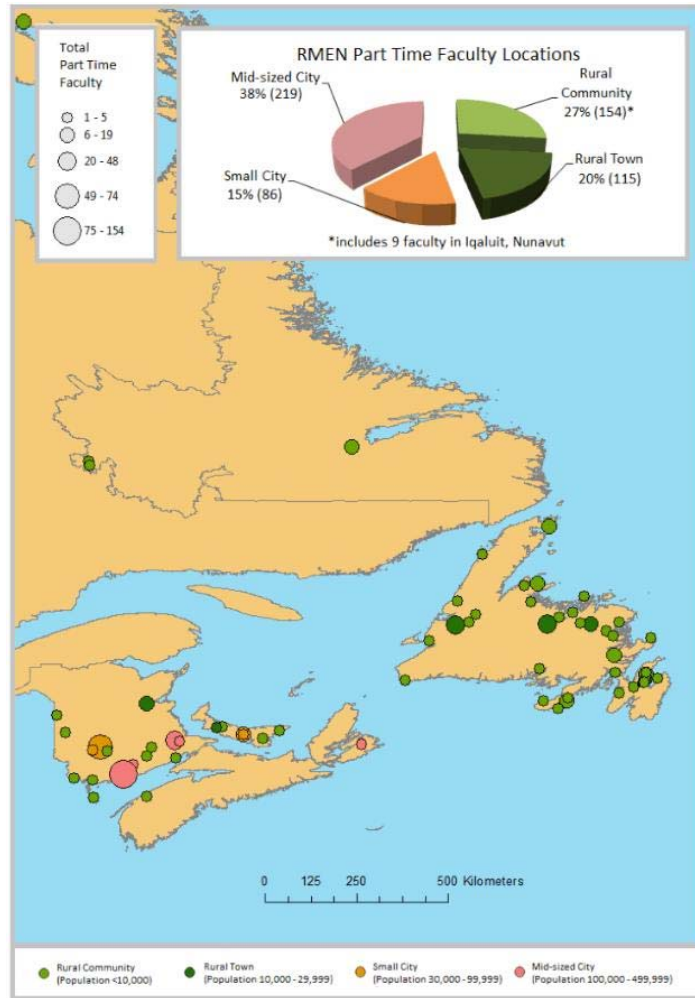 Total
Part Time
Faculty
1 - 5
6 - 19
20 - 48
49 - 74
75 - 154
RMEN Part Time Faculty Locations
Mid-sized City
38% (219)
Rural
Community
27% (154)*
Small City
15% (86)
Rural Town
20% (115)
*includes 9 faculty in Iqaluit, Nunavut
0 125 250 500 Kilometers
Rural Community
(Population <10,000)
Rural Town
(Population 10,000 - 29,999)
Small City
(Population 30,000 - 99,999)
Mid-sized City
(Population 100,000 - 499,999)